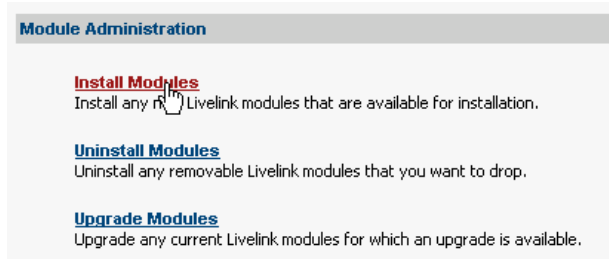 Module Administration
Install Modules
Install any Livelink modules that are available for installation.
Uninstall Modules
Uninstall any removable Livelink modules that you want to drop.
Upgrade Modules
Upgrade any current Livelink modules for which an upgrade is available.